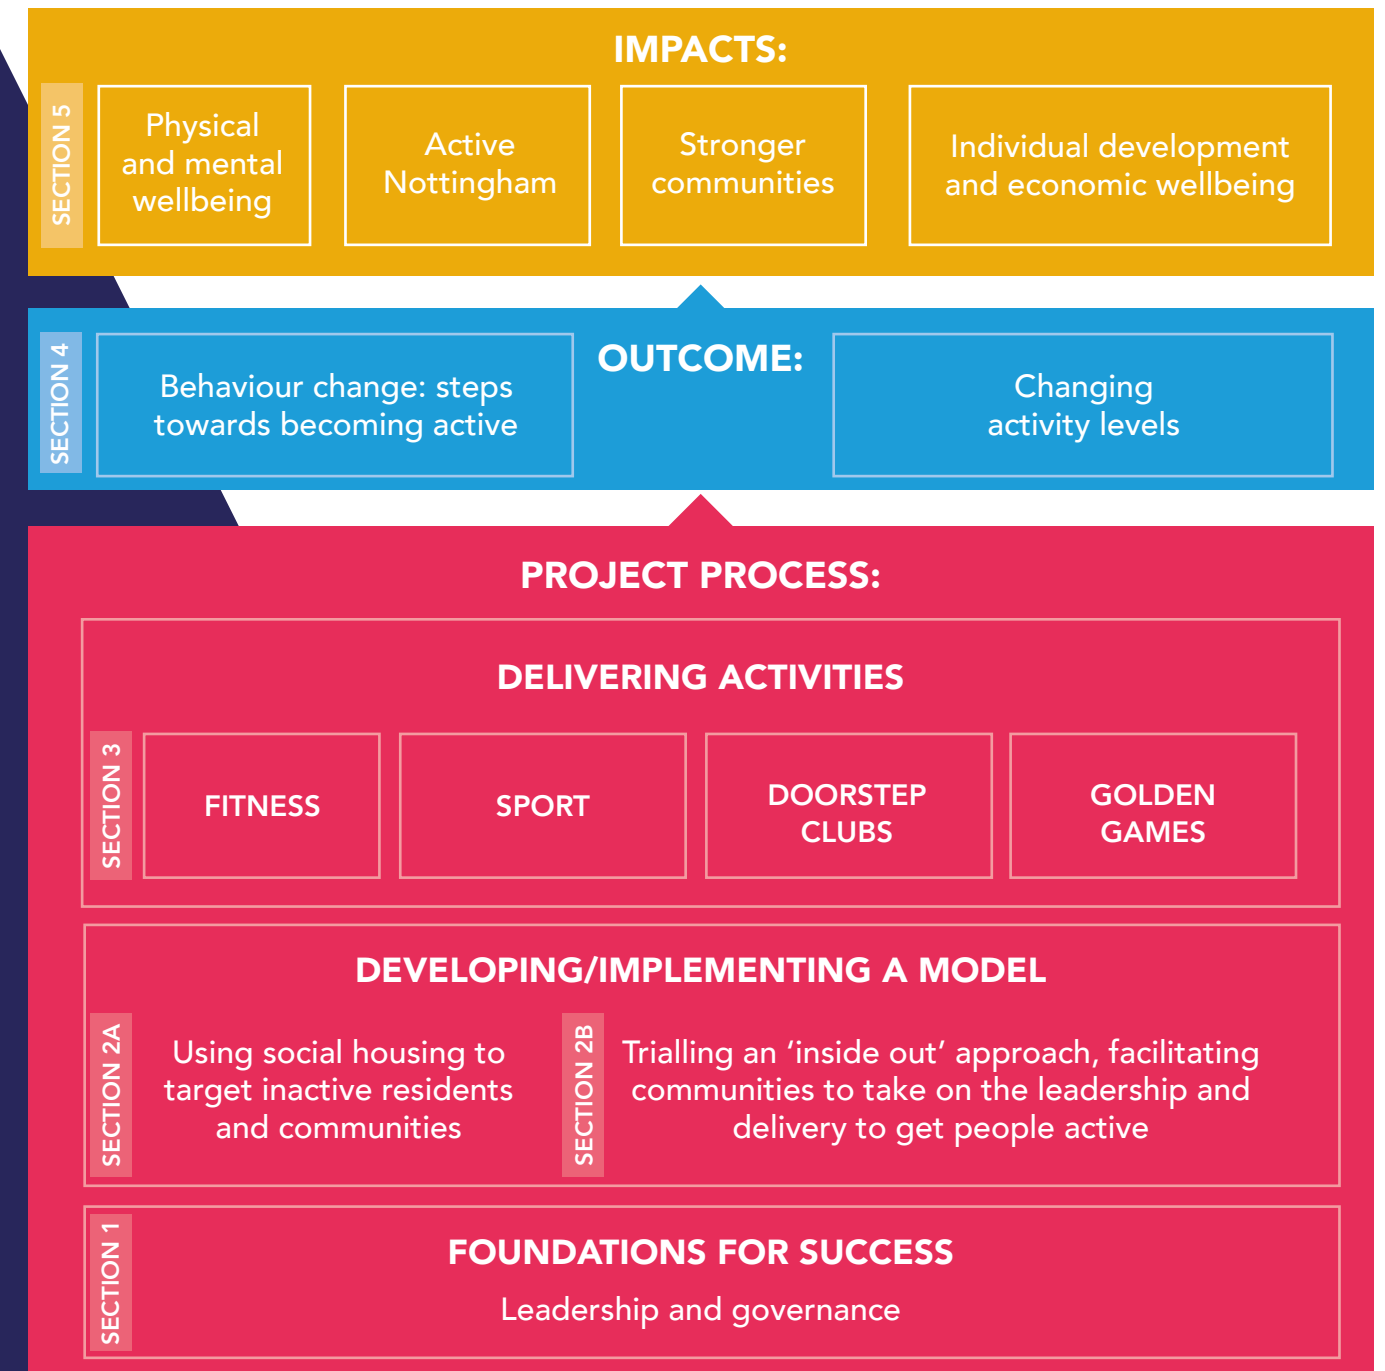 IMPACTS:
SECTION 5
Physical
and mental
wellbeing
Active
Nottingham
Stronger
communities
Individual development
and economic wellbeing
OUTCOME:
SECTION 4
Behaviour change: steps
towards becoming active
Changing
activity levels
PROJECT PROCESS:
DELIVERING ACTIVITIES
SECTION 3
FITNESS
SPORT
DOORSTEP
CLUBS
GOLDEN
GAMES
DEVELOPING/IMPLEMENTING A MODEL
SECTION 2A
Using social housing to
target inactive residents
and communities
SECTION 2B
Trialling an ‘inside out’ approach, facilitating
communities to take on the leadership and
delivery to get people active
SECTION 1
FOUNDATIONS FOR SUCCESS
Leadership and governance